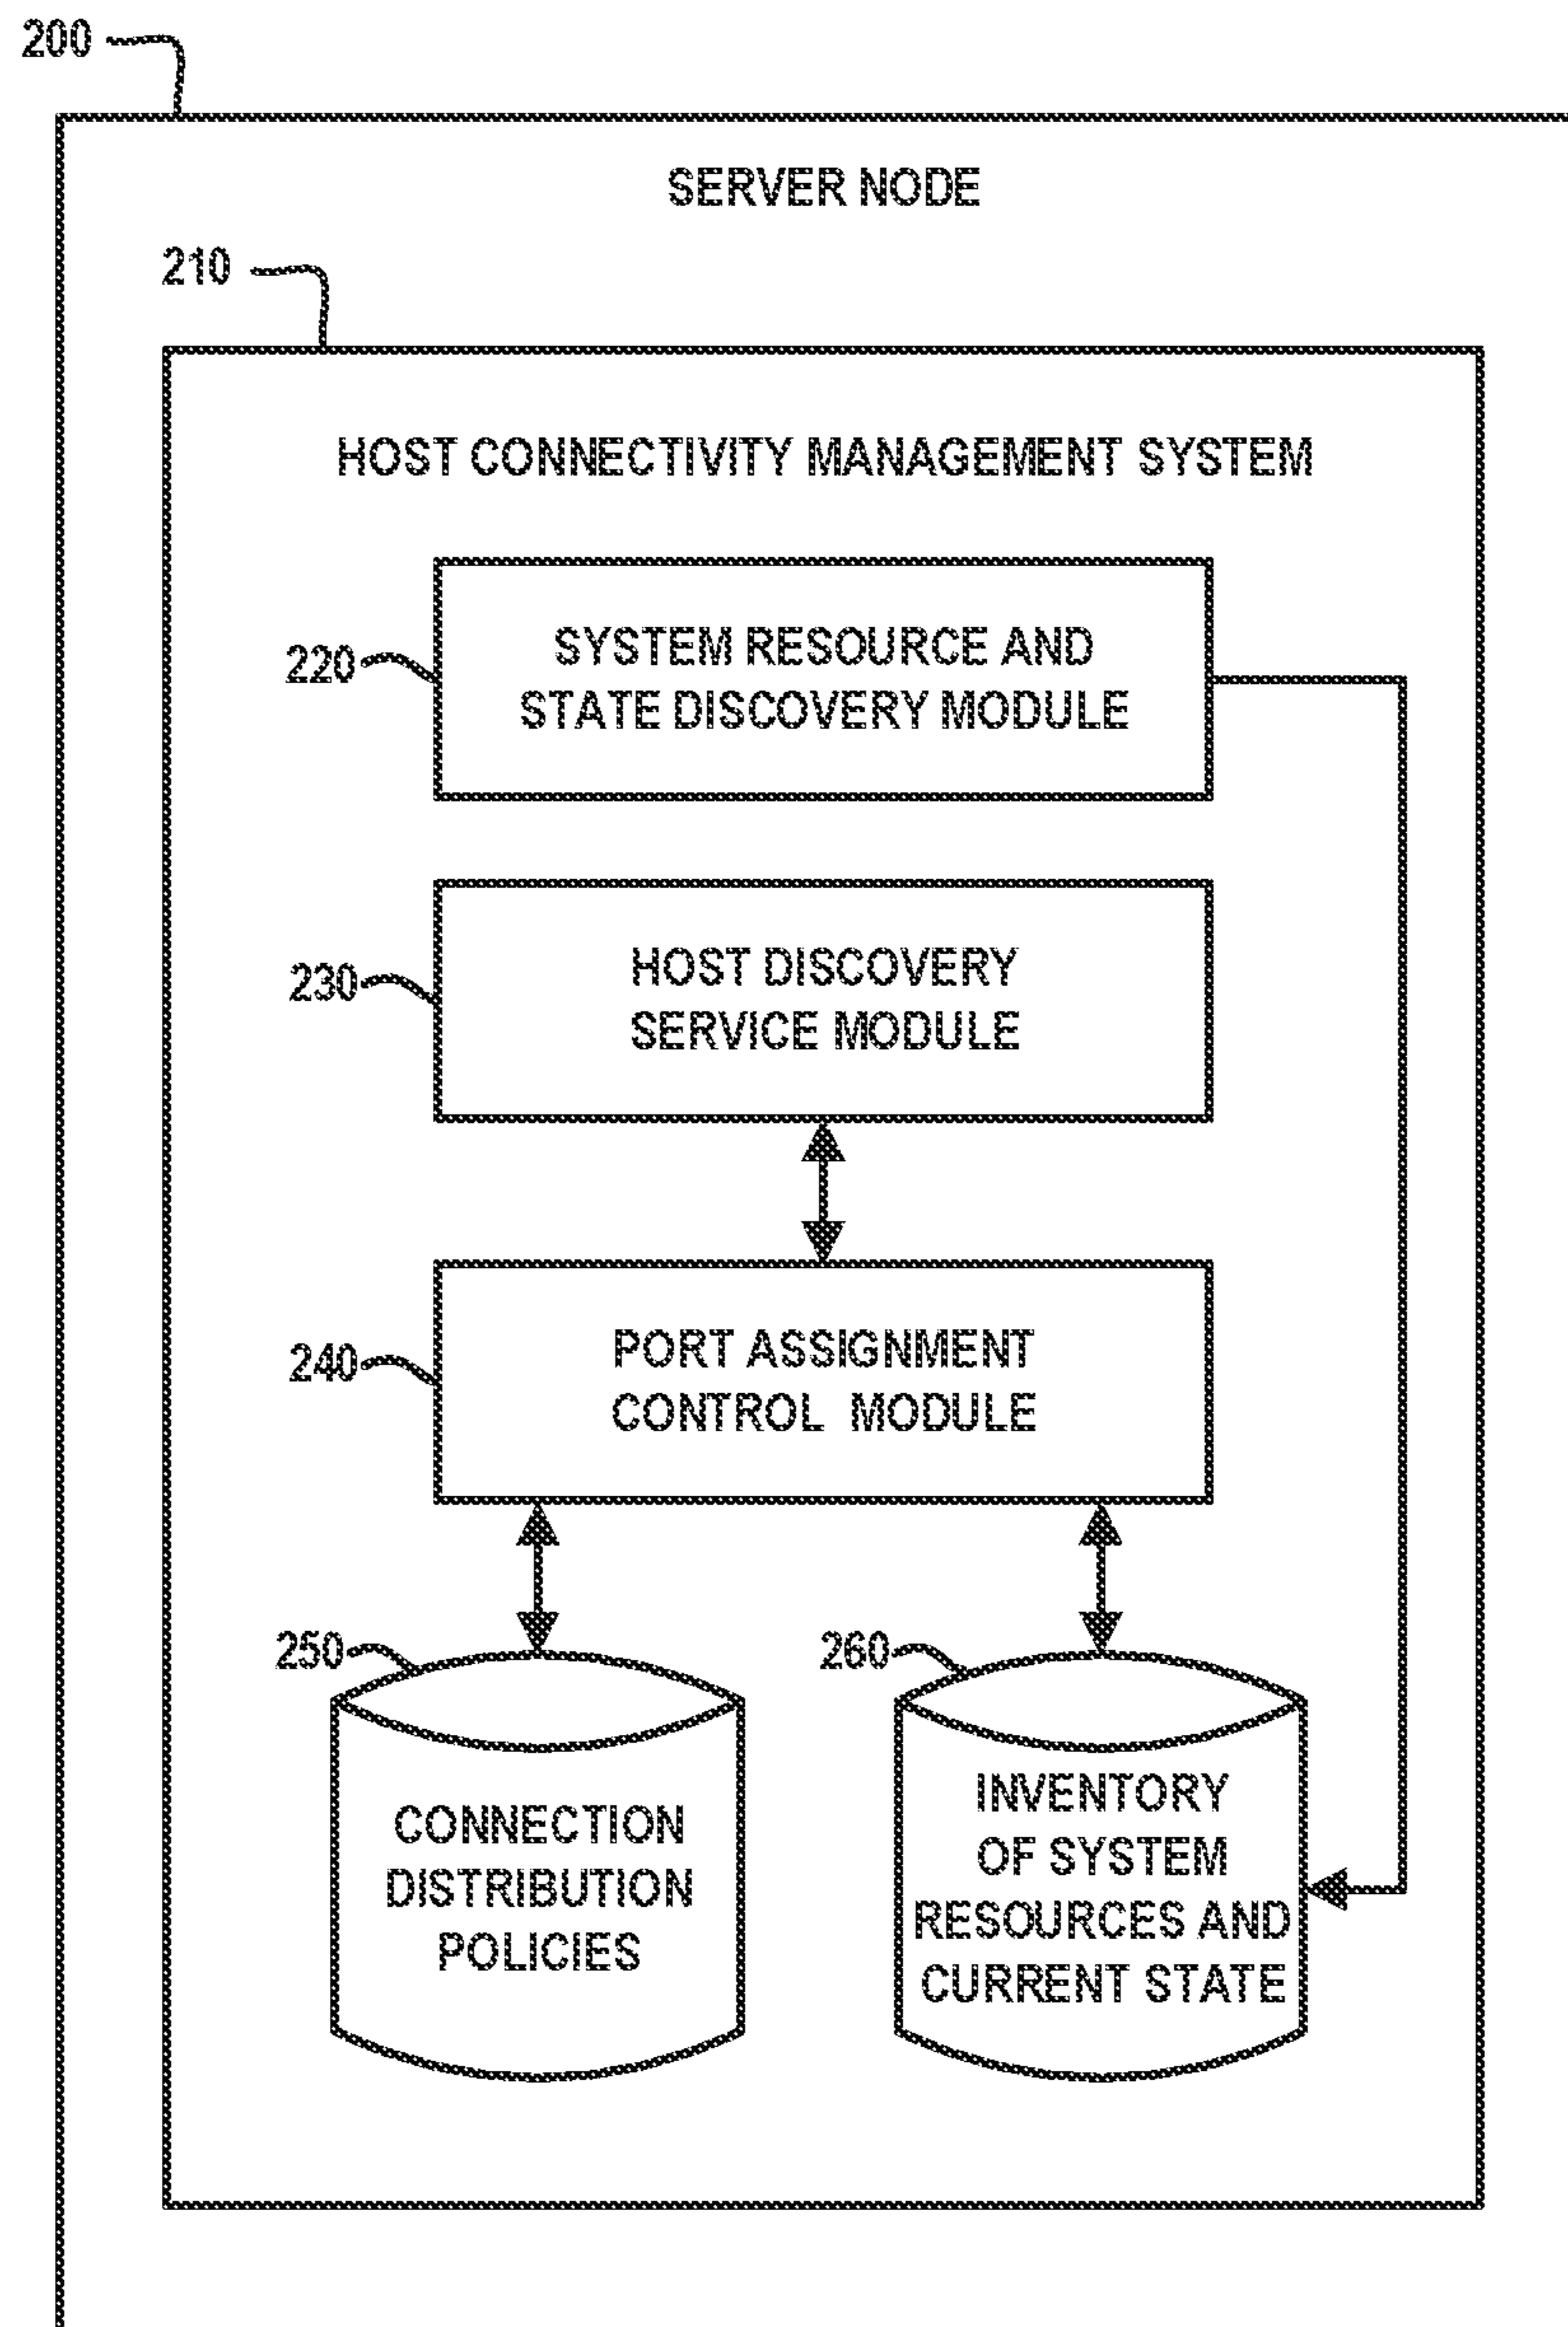 200
SERVER NODE
210
HOST CONNECTIVITY MANAGEMENT SYSTEM
220
SYSTEM RESOURCE AND
STATE DISCOVERY MODULE
230
HOST DISCOVERY
SERVICE MODULE
240
PORT ASSIGNMENT
CONTROL MODULE
250
CONNECTION
DISTRIBUTION
POLICIES
260
INVENTORY
OF SYSTEM
RESOURCES AND
CURRENT STATE